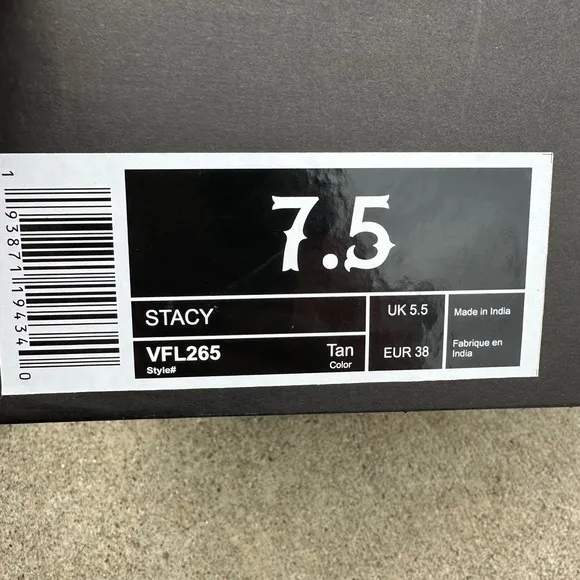 1 93871 19434 0
7.5
STACY
VFL265
Style#
Tan
Color
UK 5.5
EUR 38
Made in India
Fabrique en
India